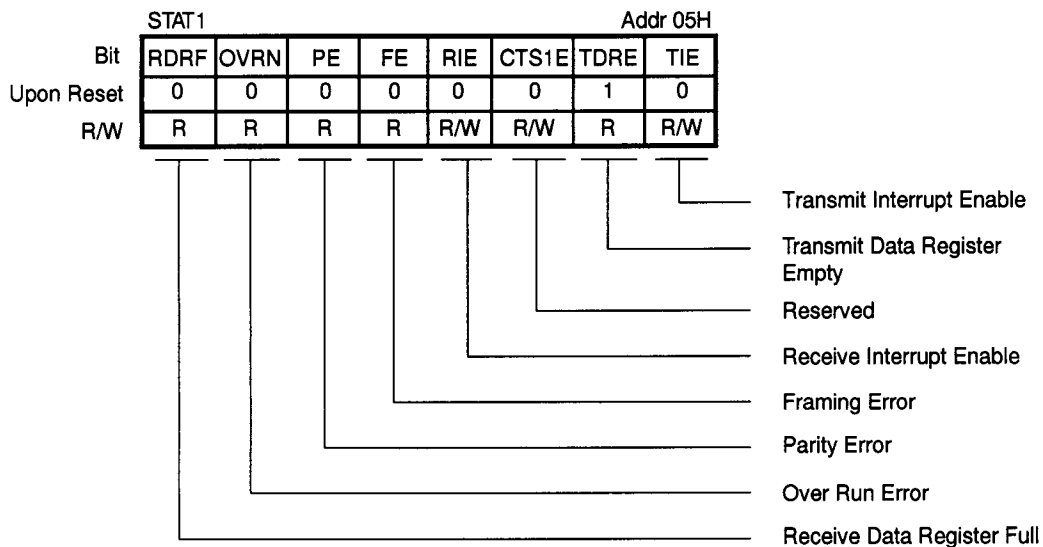 STAT1 Addr 05H
Bit RDRF OVRN PE FE RIE CTS1E TDRE TIE
Upon Reset 0 0 0 0 0 0 1 0
R/W R R R R R/W R/W R R/W
Transmit Interrupt Enable
Transmit Data Register
Empty
Reserved
Receive Interrupt Enable
Framing Error
Parity Error
Over Run Error
Receive Data Register Full